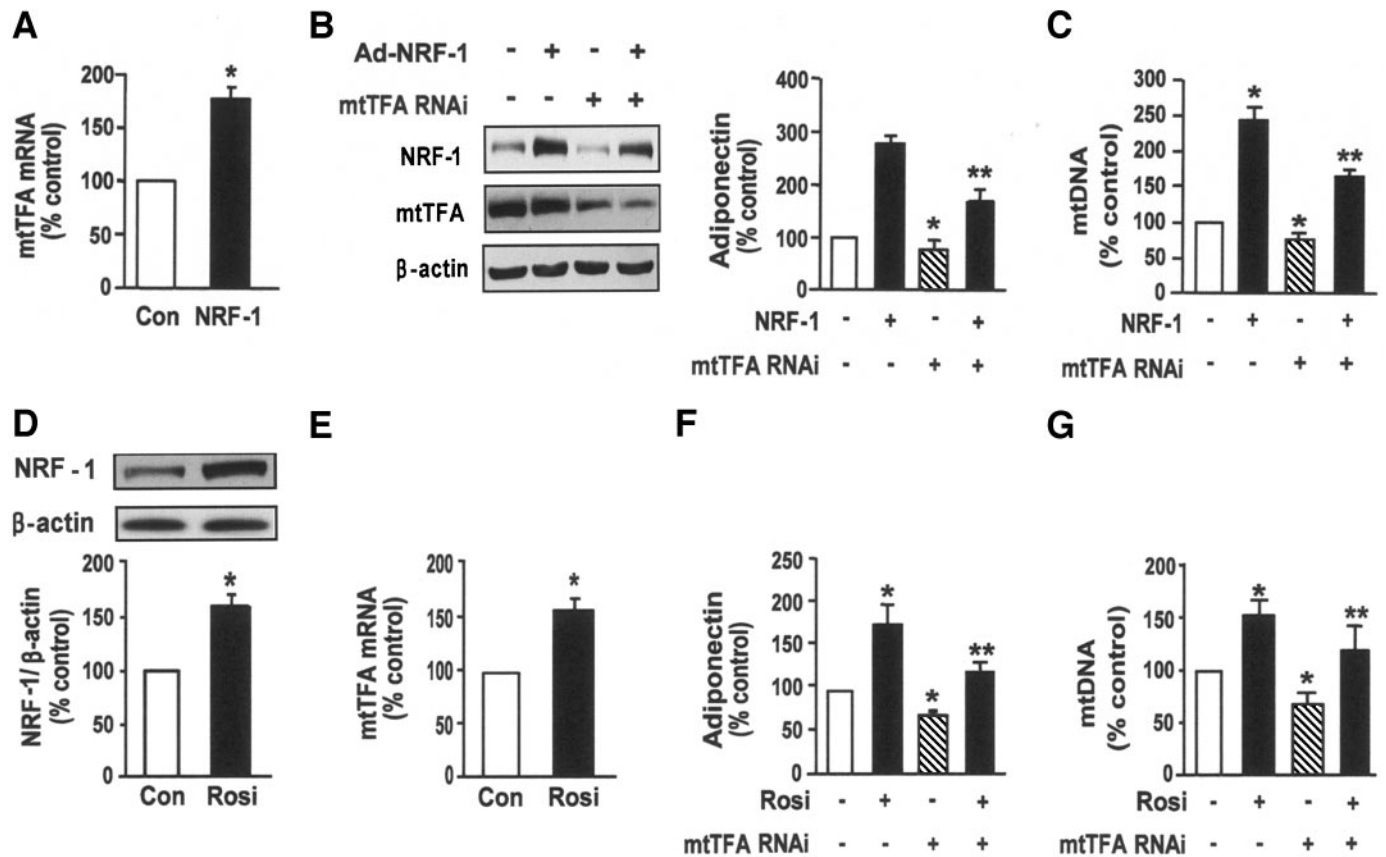 A
mtTFA mRNA
(% control)
200
150
100
50
0
*
Con NRF-1
B
Ad-NRF-1 - + - +
mtTFA RNAi - - + +
NRF-1
mtTFA
β-actin
Adiponectin
(% control)
400
300
200
100
0
*
**
NRF-1 - + - +
mtTFA RNAi - - + +
C
mtDNA
(% control)
300
250
200
150
100
50
0
*
*
**
NRF-1 - + - +
mtTFA RNAi - - + +
D
NRF - 1
β-actin
NRF-1/ β-actin
(% control)
200
150
100
50
0
*
Con Rosi
E
mtTFA mRNA
(% control)
200
150
100
50
0
*
Con Rosi
F
Adiponectin
(% control)
250
200
150
100
50
0
*
*
**
Rosi - + - +
mtTFA RNAi - - + +
G
mtDNA
(% control)
200
150
100
50
0
*
*
**
Rosi - + - +
mtTFA RNAi - - + +